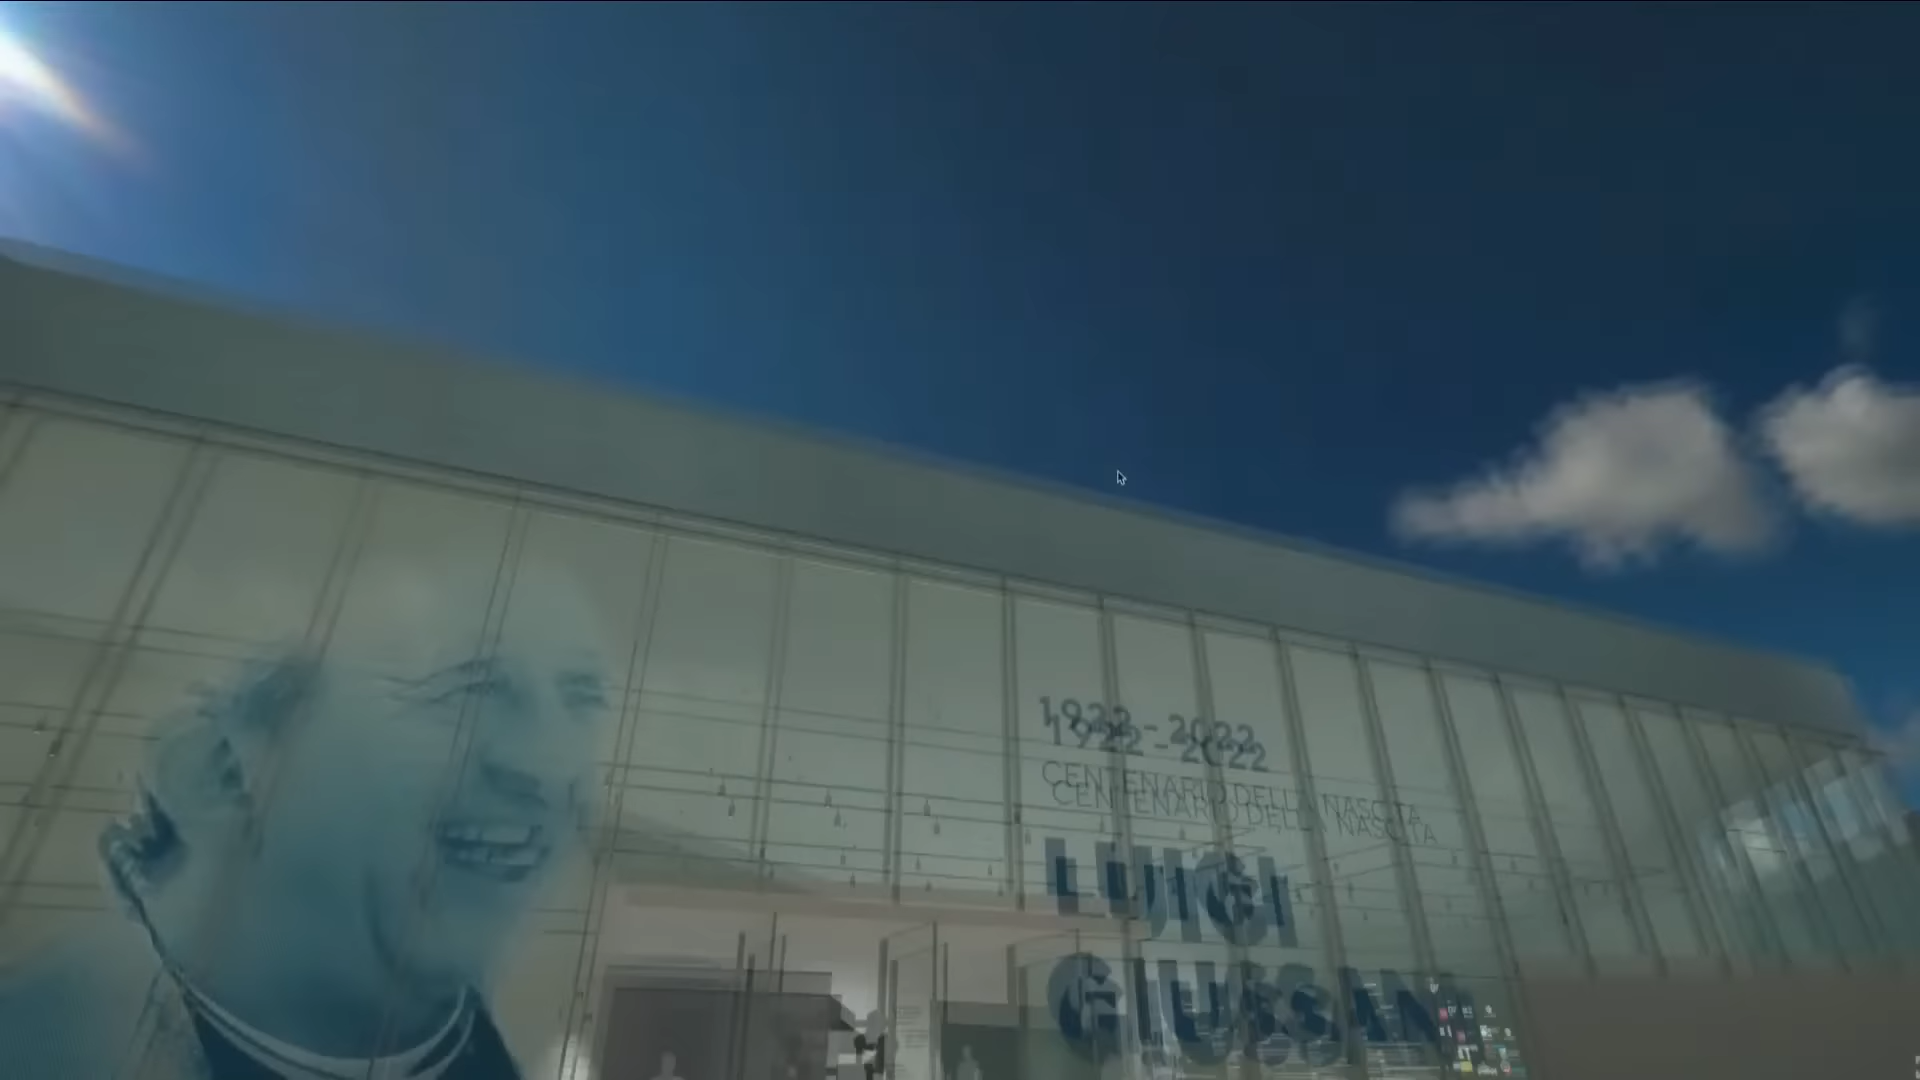 1922 - 2022
CENTENARIO DELLA NASCITA
LUIGI
GIUSSANI